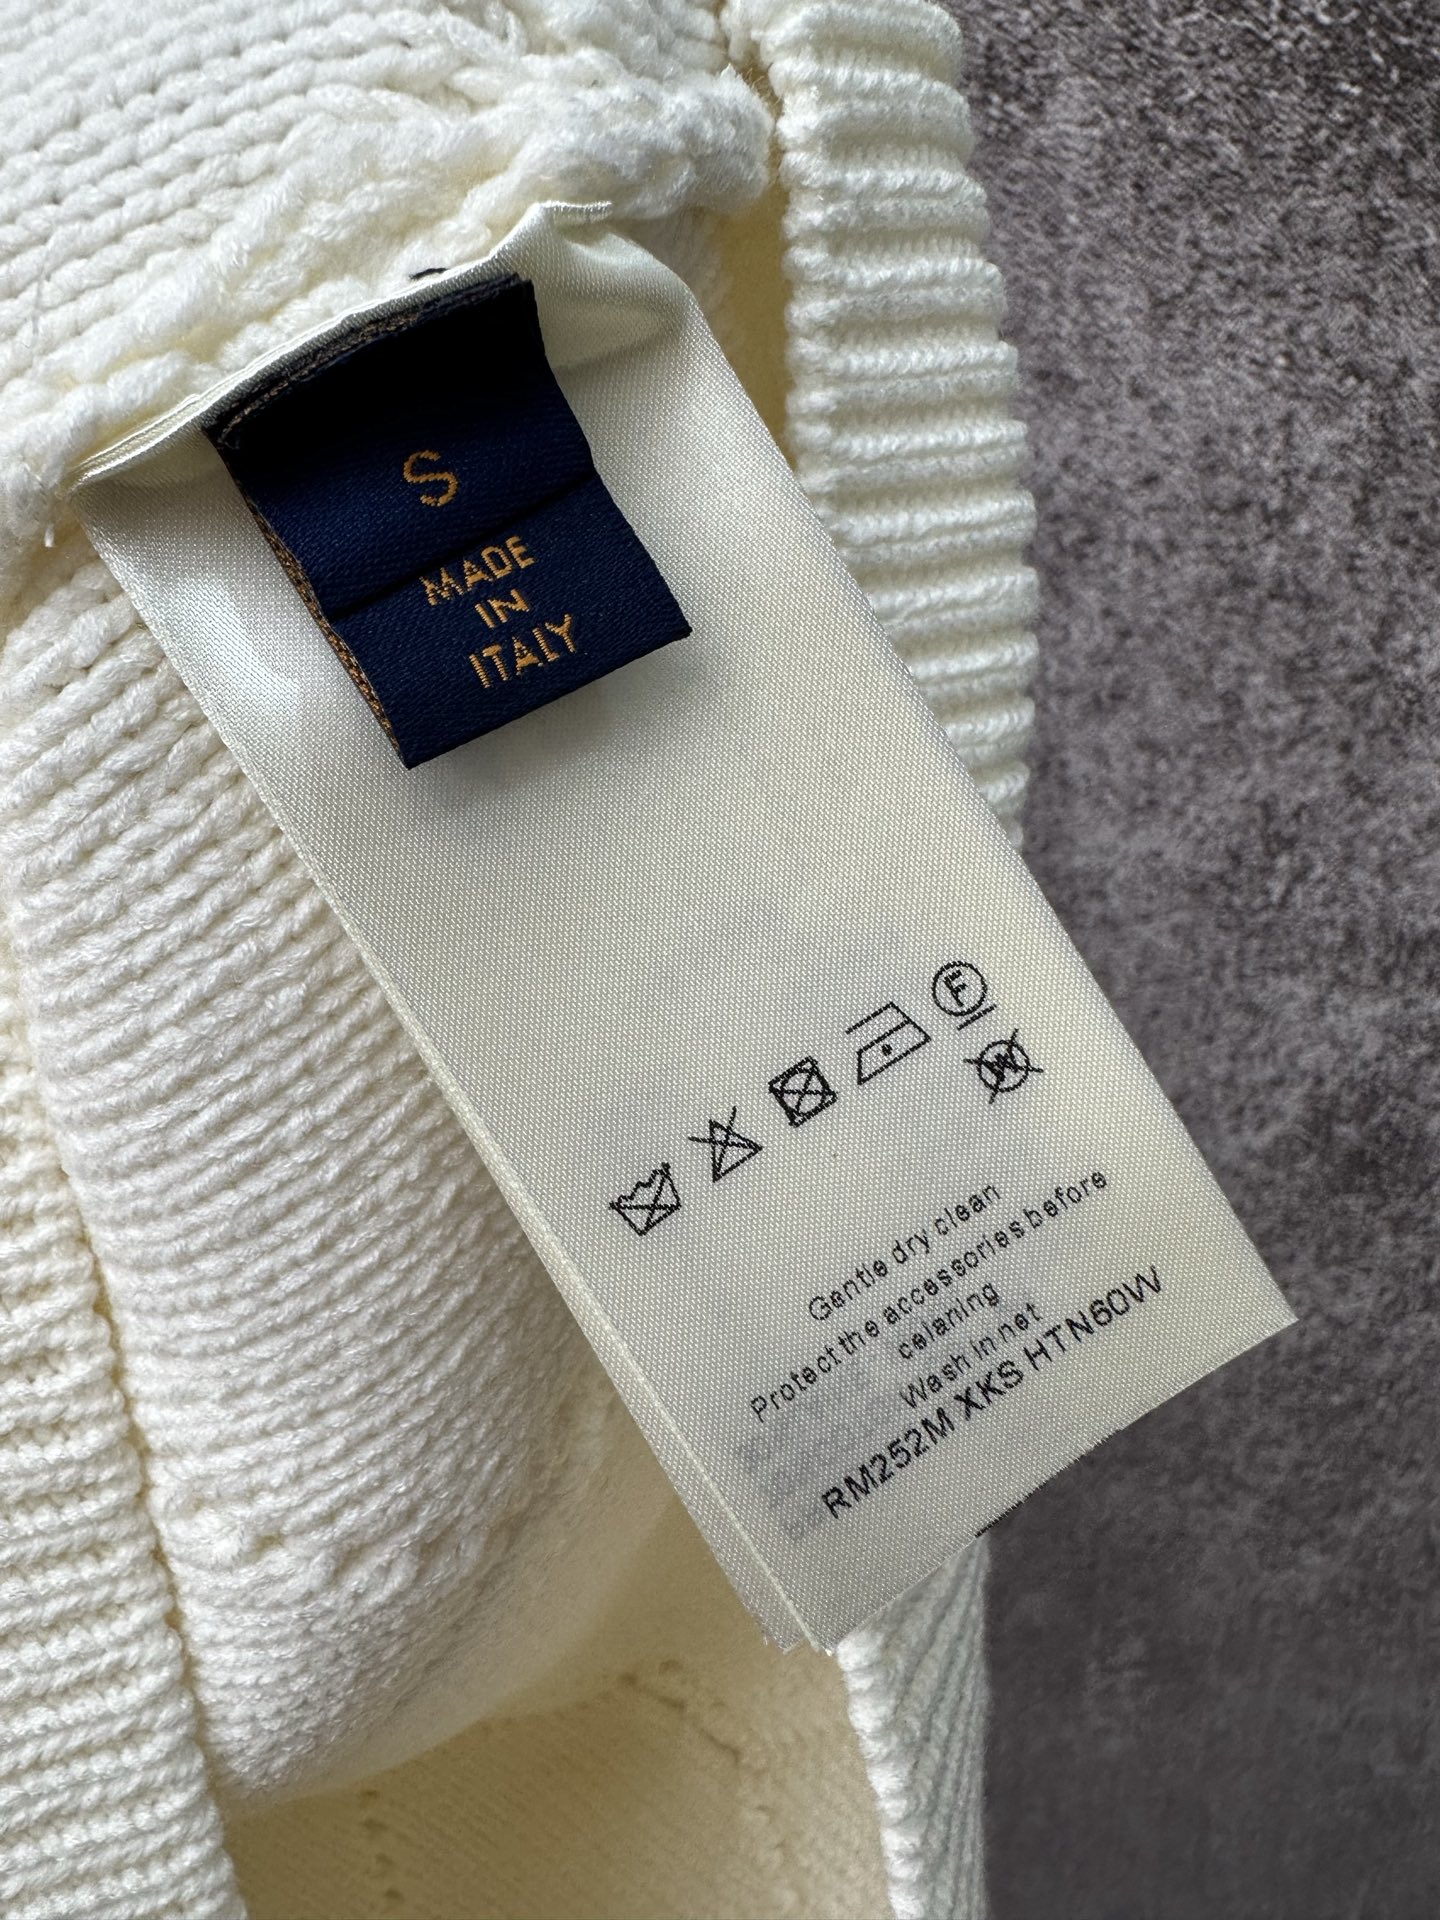 S
MADE
IN
ITALY
F
W
Gentle dry clean
Protect the accessories before
celaning
Wash in net
RM252M XKS HTN60W